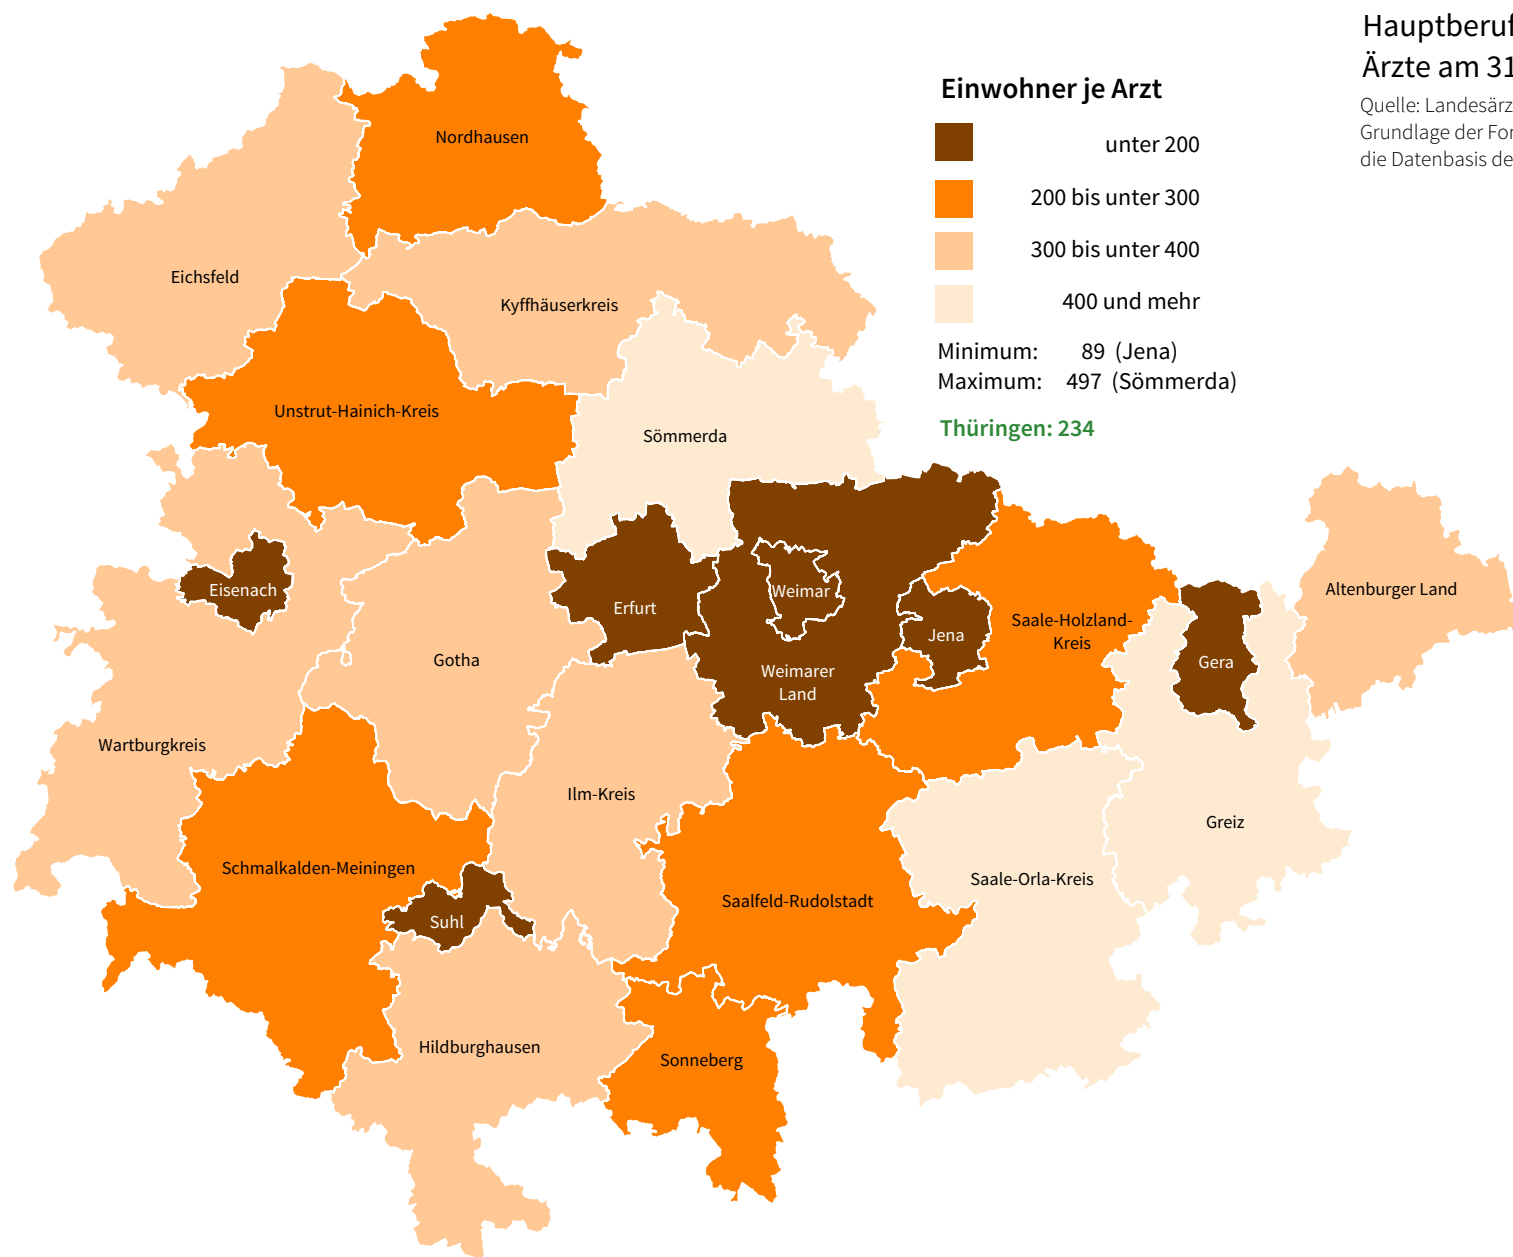 Hauptberuf
Ärzte am 31
Quelle: Landesärz
Grundlage der For
die Datenbasis de
Einwohner je Arzt
unter 200
200 bis unter 300
300 bis unter 400
400 und mehr
Minimum: 89 (Jena)
Maximum: 497 (Sömmerda)
Thüringen: 234
Nordhausen
Eichsfeld
Kyffhäuserkreis
Unstrut-Hainich-Kreis
Sömmerda
Eisenach
Erfurt
Weimar
Altenburger Land
Saale-Holzland-
Kreis
Jena
Gotha
Gera
Weimarer
Land
Wartburgkreis
Ilm-Kreis
Greiz
Schmalkalden-Meiningen
Saale-Orla-Kreis
Saalfeld-Rudolstadt
Suhl
Hildburghausen
Sonneberg